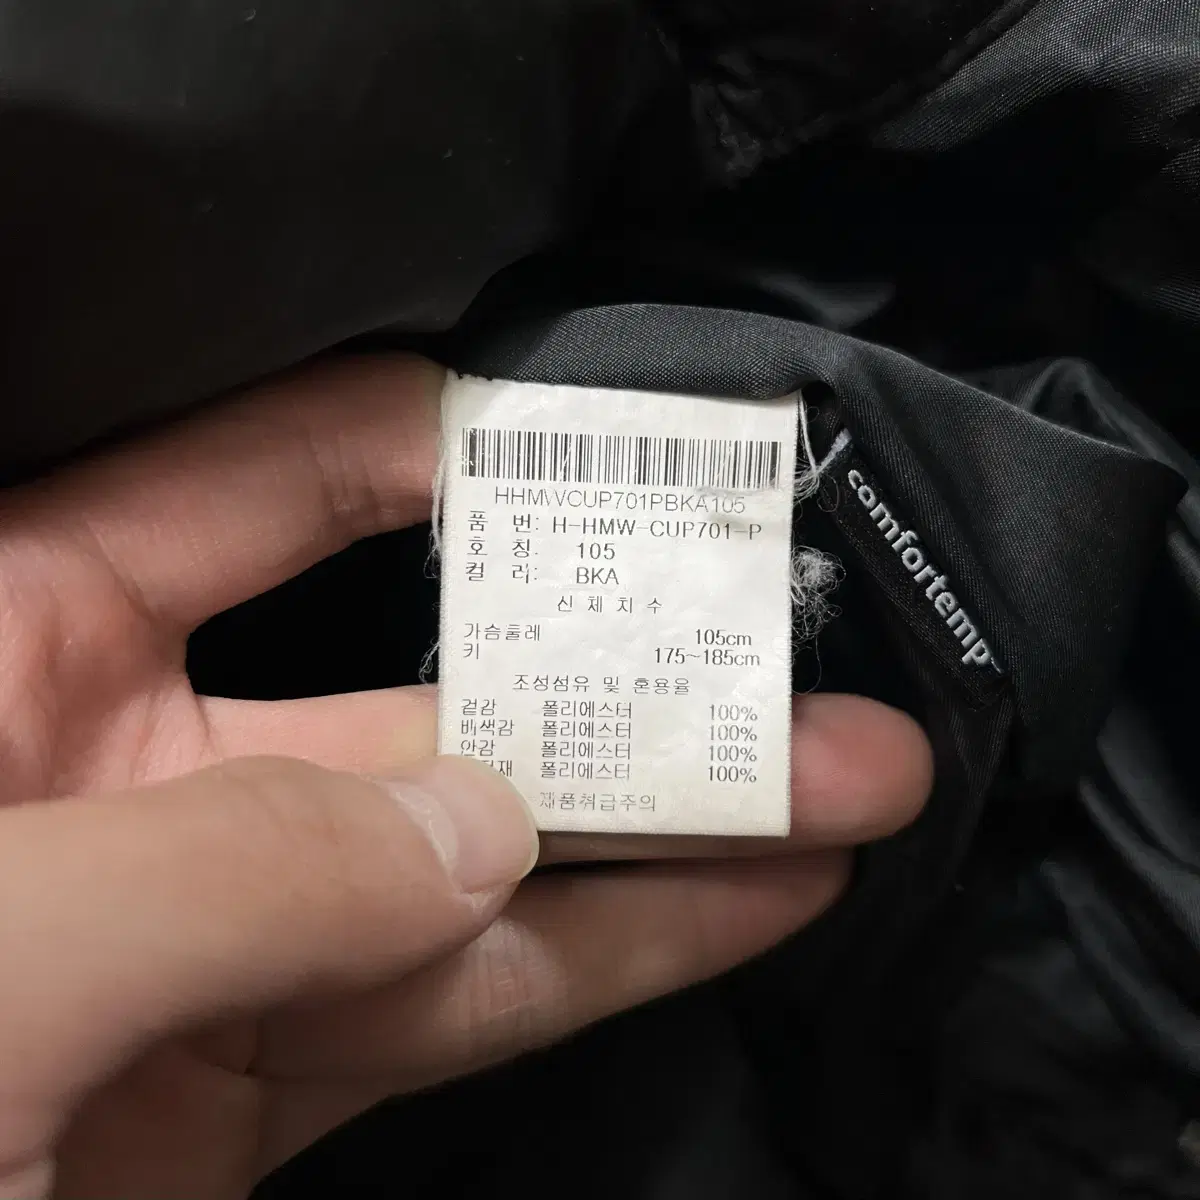 HHMWCUP701PBKA105
품 번: H-HMW-CUP701-P
호 칭. 105
컬 러: BKA
신 체 치 수
가슴둘레 105cm
키 175~185cm
조성섬유 및 혼용율
겉감 폴리에스터 100%
배색감 폴리에스터 100%
안감 폴리에스터 100%
폴리에스터 100%
제품취급주의
comfortemp